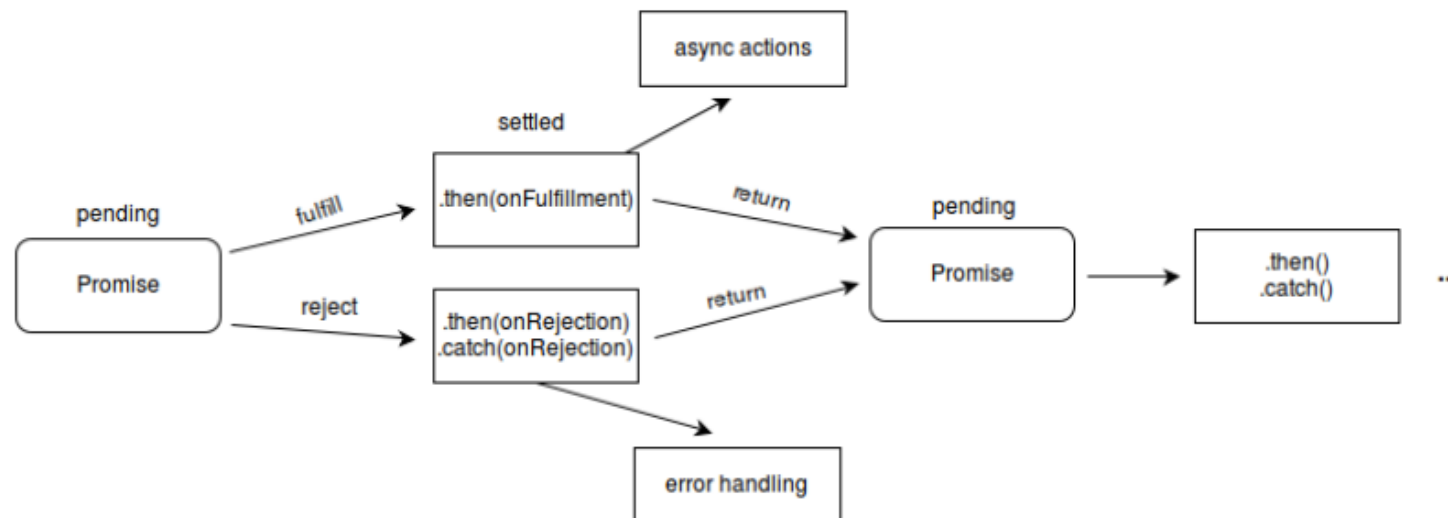 async actions
settled
.then(onFulfillment)
fulfill
return
pending
Promise
pending
Promise
.then()
.catch()
..
reject
.then(onRejection)
.catch(onRejection)
return
error handling